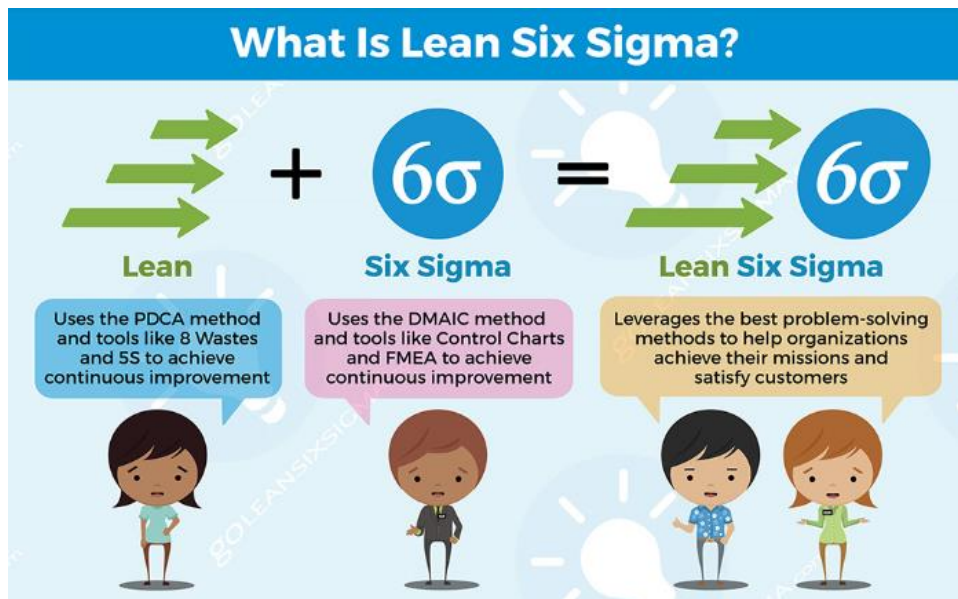 What Is Lean Six Sigma?
+
6σ
=
6σ
Lean
Six Sigma
Lean Six Sigma
Uses the PDCA method
and tools like 8 Wastes
and 5S to achieve
continuous improvement
Uses the DMAIC method
and tools like Control Charts
and FMEA to achieve
continuous improvement
Leverages the best problem-solving
methods to help organizations
achieve their missions and
satisfy customers